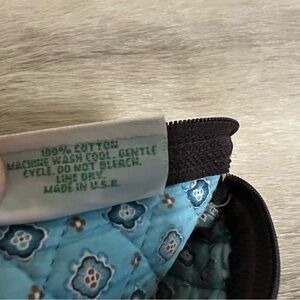 100% COTTON
MACHINE WASH COOL. GENTLE
CYCLE. DO NOT BLEACH.
LINE DRY.
MADE IN U.S.A.